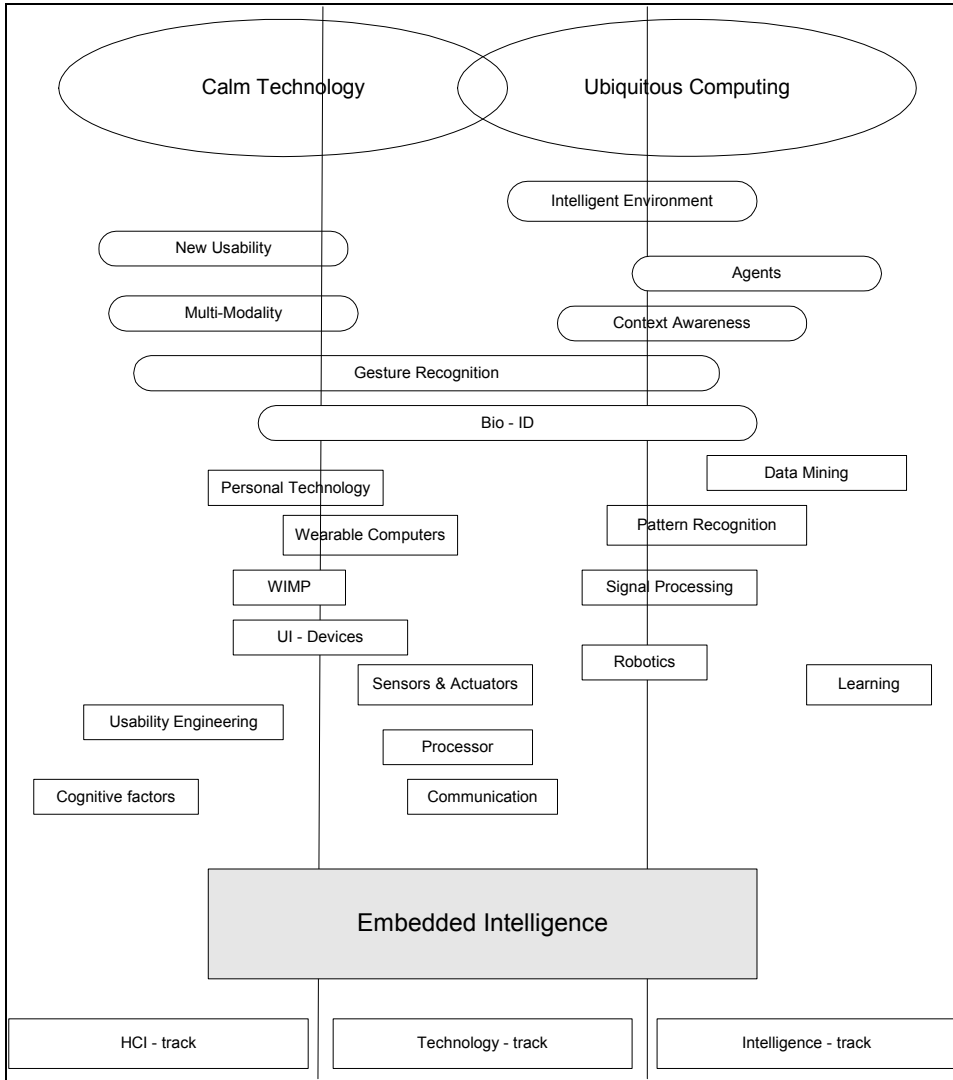 Calm Technology
Ubiquitous Computing
Intelligent Environment
New Usability
Agents
Multi-Modality
Context Awareness
Gesture Recognition
Bio - ID
Data Mining
Personal Technology
Pattern Recognition
Wearable Computers
WIMP
Signal Processing
UI - Devices
Robotics
Sensors & Actuators
Learning
Usability Engineering
Processor
Cognitive factors
Communication
Embedded Intelligence
HCI - track
Technology - track
Intelligence - track